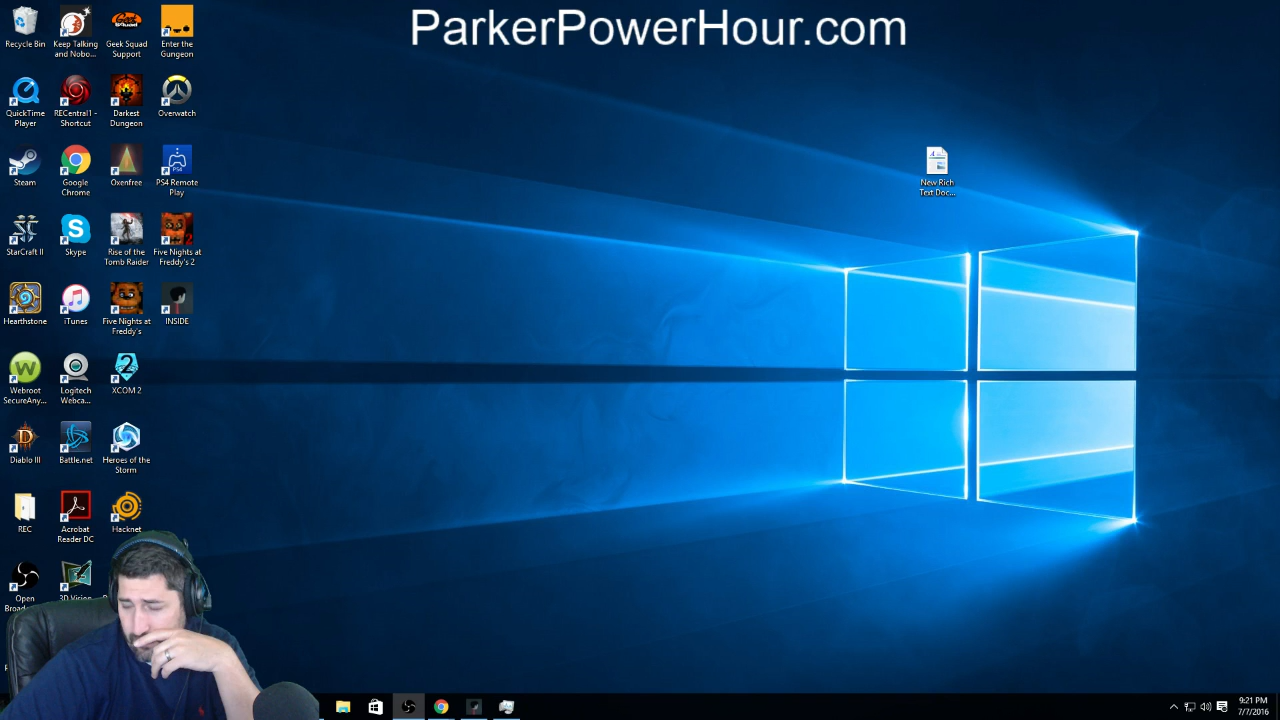 ParkerPowerHour.com
Recycle Bin
Keep Talking
and Nobo...
Geek Squad
Support
Enter the
Gungeon
QuickTime
Player
RECentral1 -
Shortcut
Darkest
Dungeon
Overwatch
Steam
Google
Chrome
Oxenfree
PS4 Remote
Play
New Rich
Text Doc...
StarCraft II
Skype
Rise of the
Tomb Raider
Five Nights at
Freddy's 2
Hearthstone
iTunes
Five Nights at
Freddy's
INSIDE
Webroot
SecureAny...
Logitech
Webca...
XCOM 2
Diablo III
Battle.net
Heroes of the
Storm
REC
Acrobat
Reader DC
Hacknet
Open
3D Vision
9:21 PM
7/7/2016